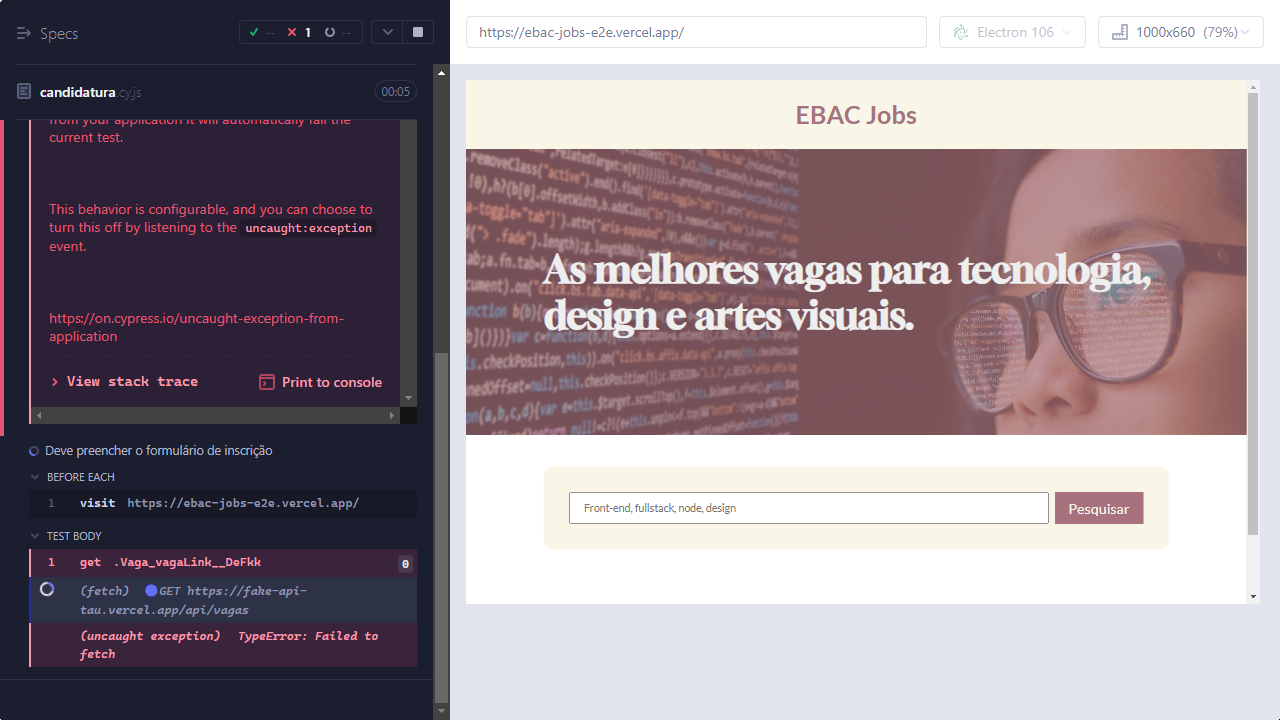 Specs
--
1
--
https://ebac-jobs-e2e.vercel.app/
Electron 106
1000x660 (79%)
candidatura.cy.js
00:05
from your application it will automatically fail the
current test.
This behavior is configurable, and you can choose to
turn this off by listening to the uncaught:exception
event.
https://on.cypress.io/uncaught-exception-from-
application
View stack trace
Print to console
Deve preencher o formulário de inscrição
BEFORE EACH
1 visit https://ebac-jobs-e2e.vercel.app/
TEST BODY
1 get .Vaga_vagaLink__DeFkk 0
(fetch) GET https://fake-api-
tau.vercel.app/api/vagas
(uncaught exception) TypeError: Failed to
fetch
EBAC Jobs
As melhores vagas para tecnologia,
design e artes visuais.
Front-end, fullstack, node, design
Pesquisar